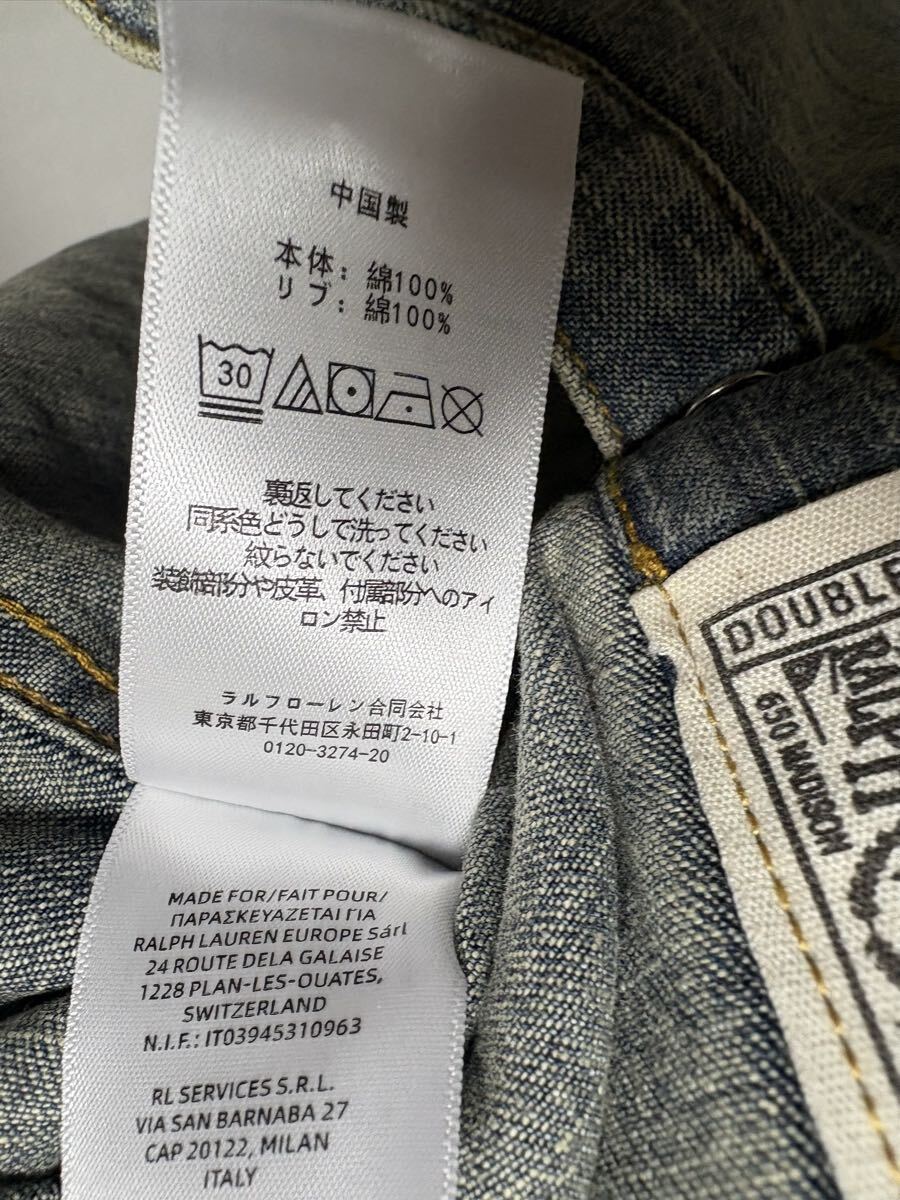 中国製
本体: 綿100%
リブ: 綿100%
30
裏返してください
同系色どうしで洗ってください
絞らないでください
装飾部分や皮革、付属部分へのアイ
ロン禁止
ラルフローレン合同会社
東京都千代田区永田町2-10-1
0120-3274-20
MADE FOR/FAIT POUR/
ΠΑΡΑΣΚΕΥΑΖΕΤΑΙ ΓΙΑ
RALPH LAUREN EUROPE Sárl
24 ROUTE DELA GALAISE
1228 PLAN-LES-OUATES,
SWITZERLAND
N.I.F.: IT03945310963
RL SERVICES S.R.L.
VIA SAN BARNABA 27
CAP 20122, MILAN
ITALY
DOUBLE
RALPH
650 MADISON